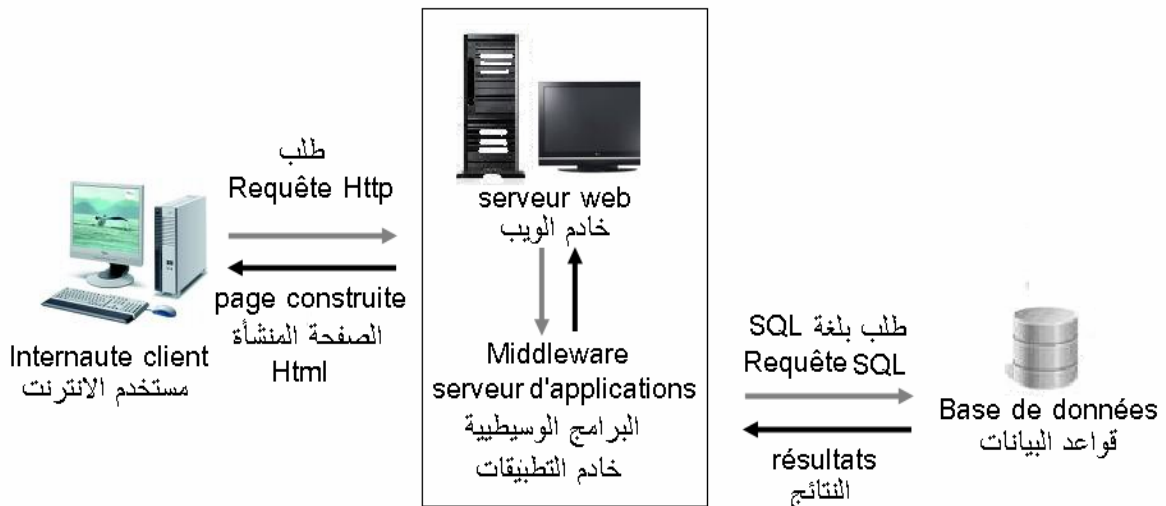 طلب
Requête Http
page construite
الصفحة المنشأة
Html
Internaute client
مستخدم الانترنت
serveur web
خادم الويب
Middleware
serveur d'applications
البرامج الوسيطيية
خادم التطبيقات
طلب بلغة SQL
Requête SQL
résultats
النتائج
Base de données
قواعد البيانات